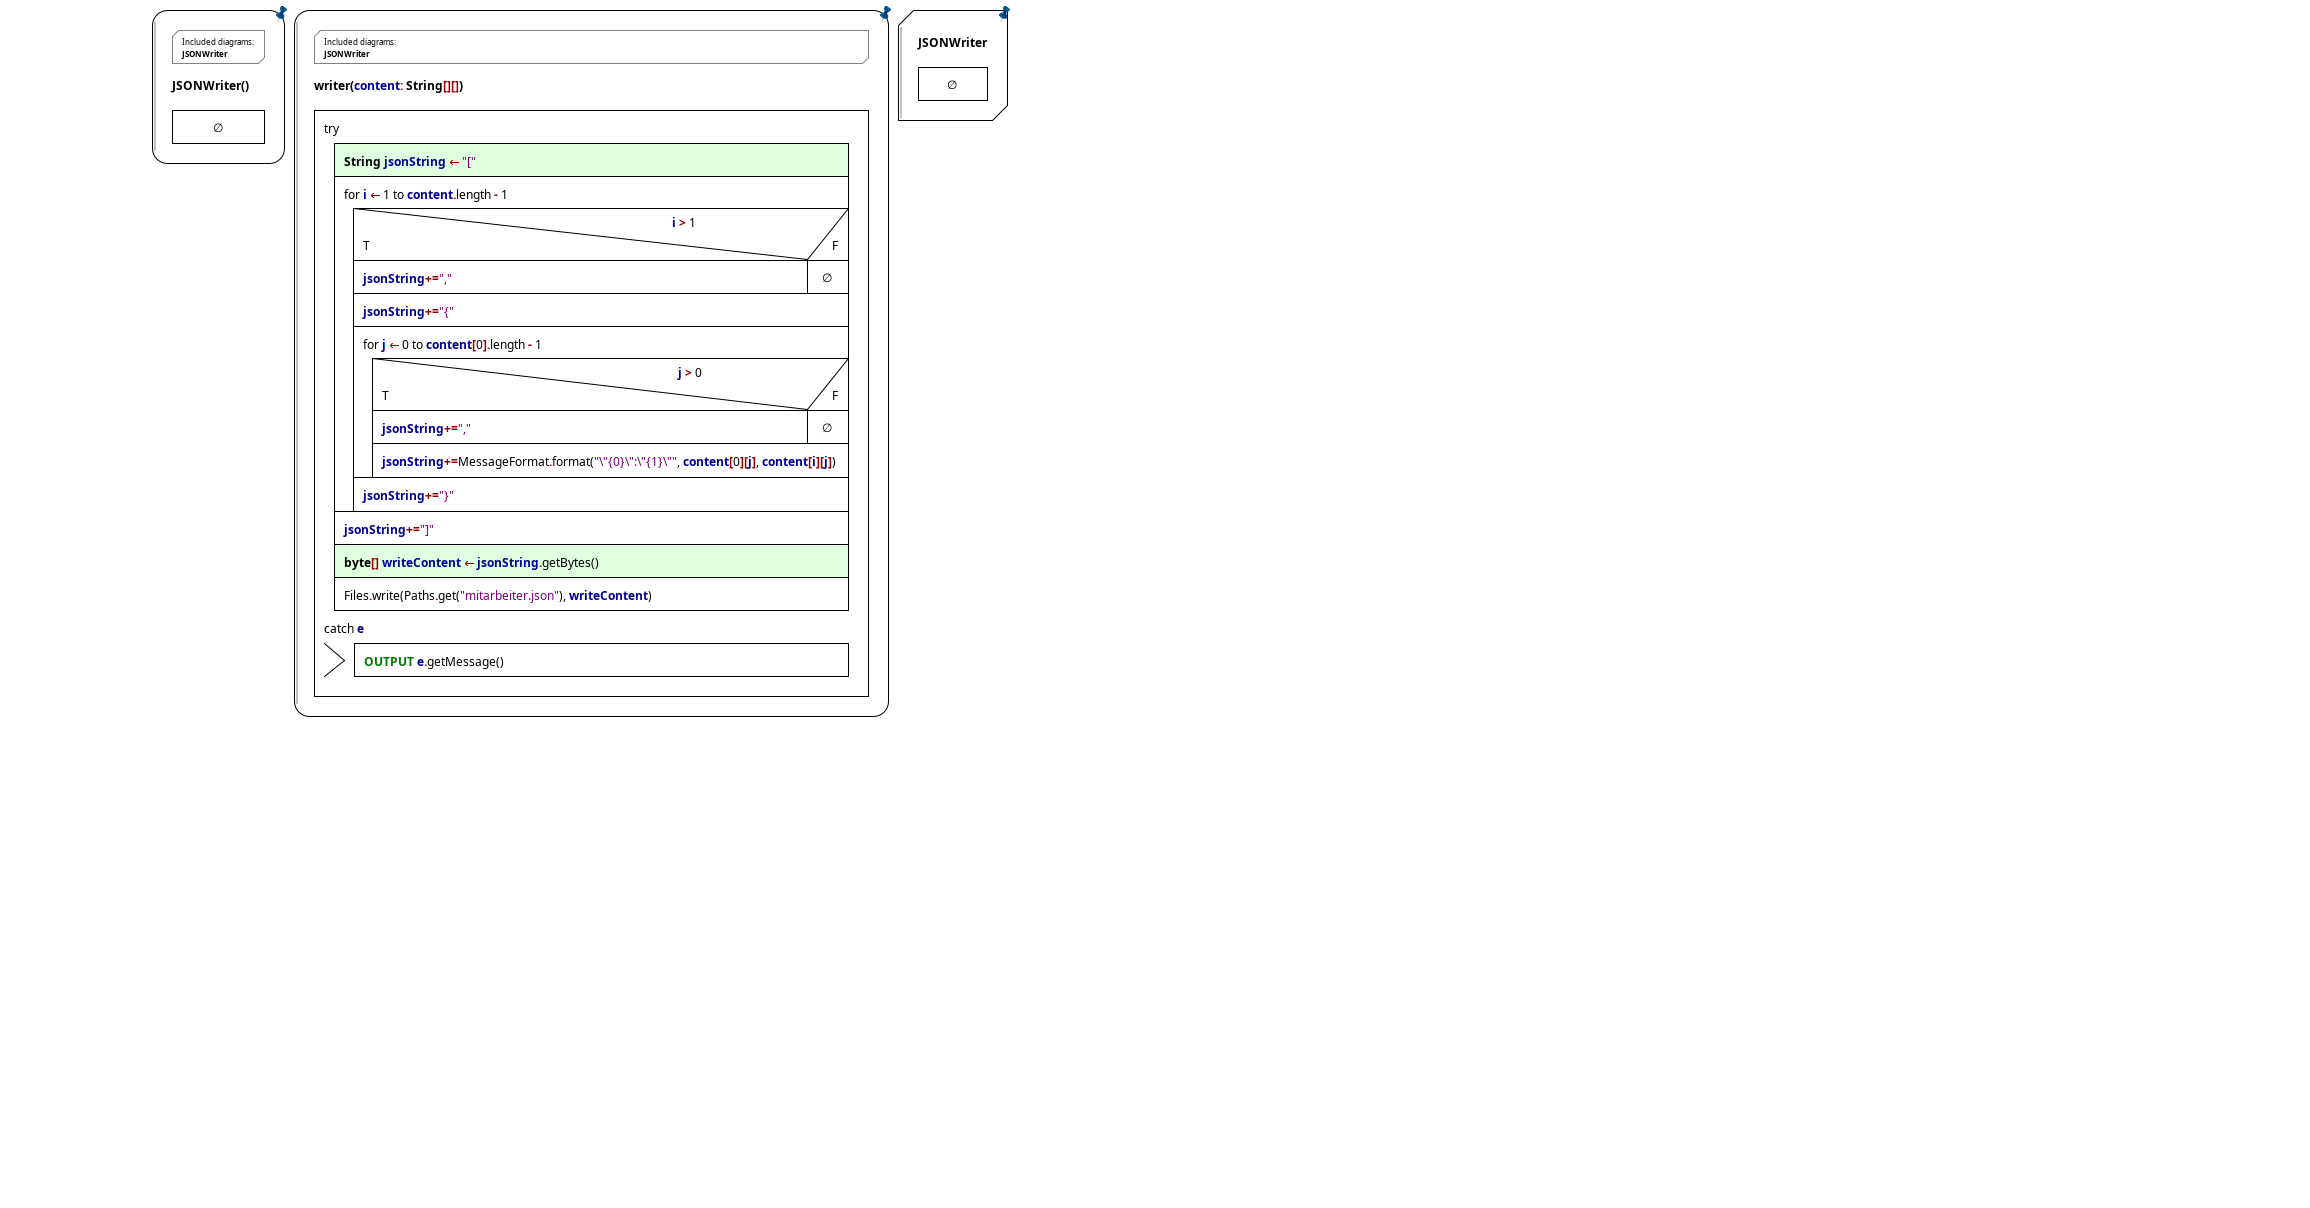 Included diagrams:
JSONWriter
JSONWriter()
∅
Included diagrams:
JSONWriter
writer(content: String[][])
try
String jsonString ← "["
for i ← 1 to content.length - 1
i > 1
T F
jsonString+="," ∅
jsonString+="{"
for j ← 0 to content[0].length - 1
j > 0
T F
jsonString+="," ∅
jsonString+=MessageFormat.format("\"{0}\":\"{1}\"", content[0][j], content[i][j])
jsonString+="}"
jsonString+="]"
byte[] writeContent ← jsonString.getBytes()
Files.write(Paths.get("mitarbeiter.json"), writeContent)
catch e
OUTPUT e.getMessage()
JSONWriter
∅